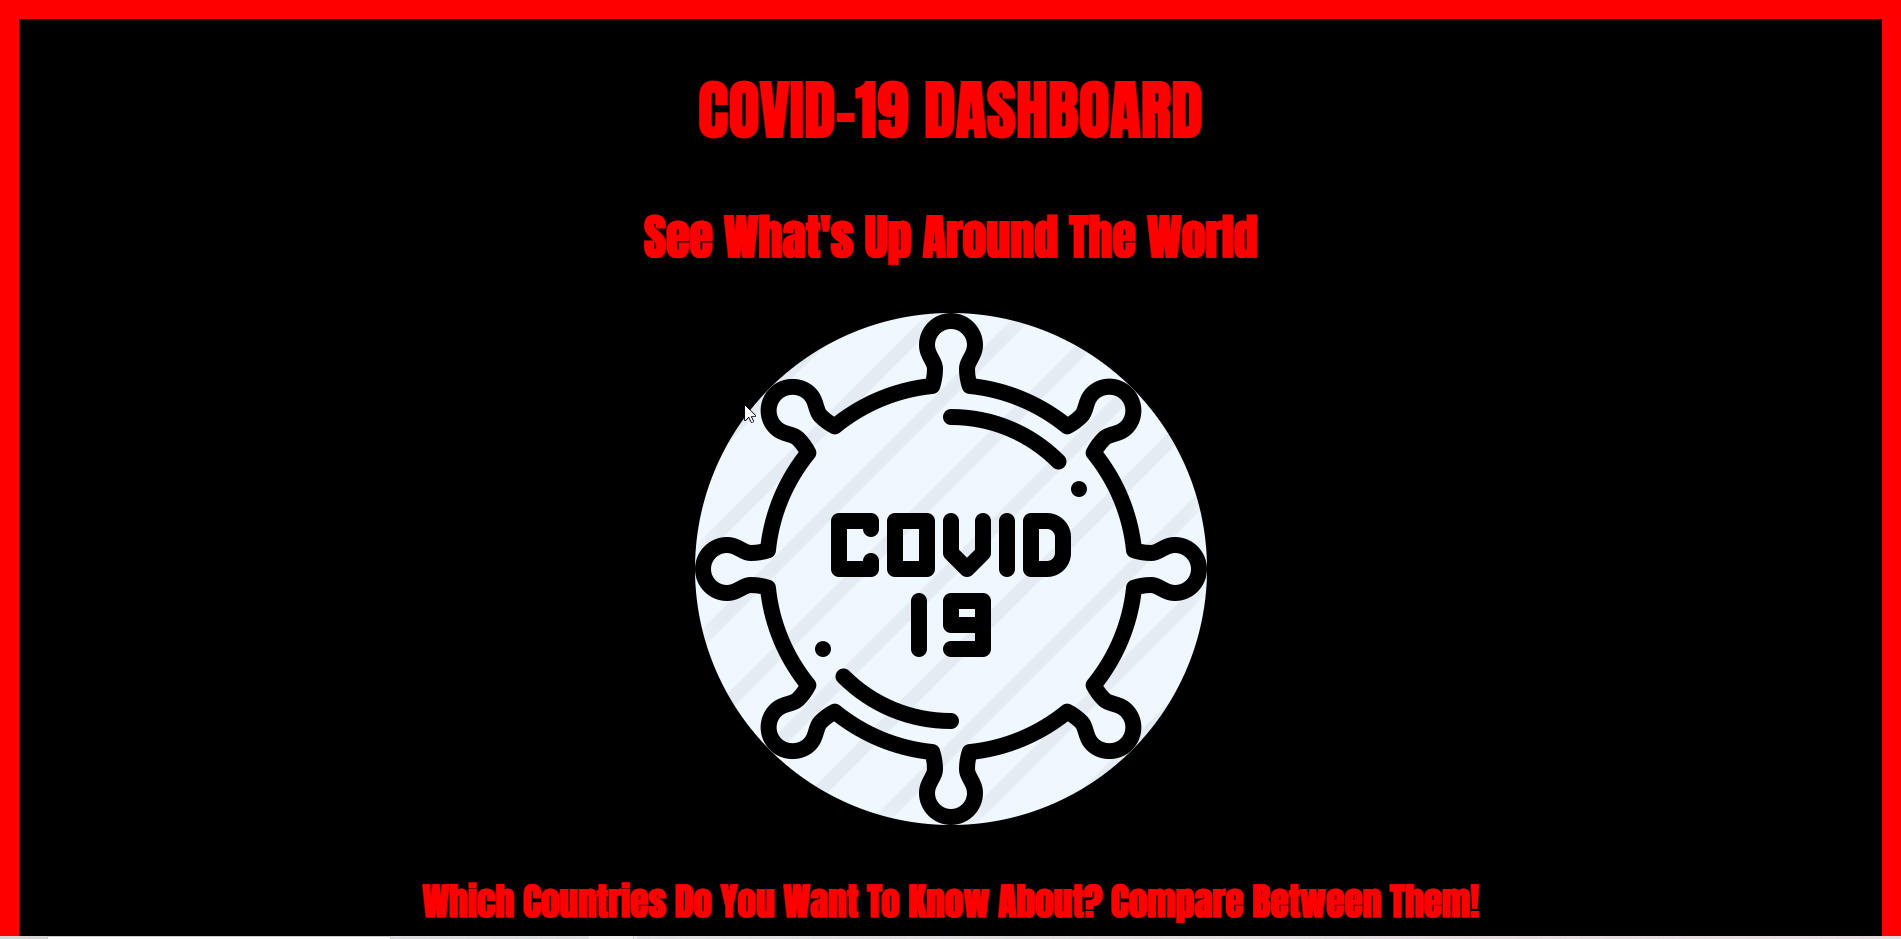 COVID-19 DASHBOARD
See What's Up Around The World
COVID
19
Which Countries Do You Want To Know About? Compare Between Them!